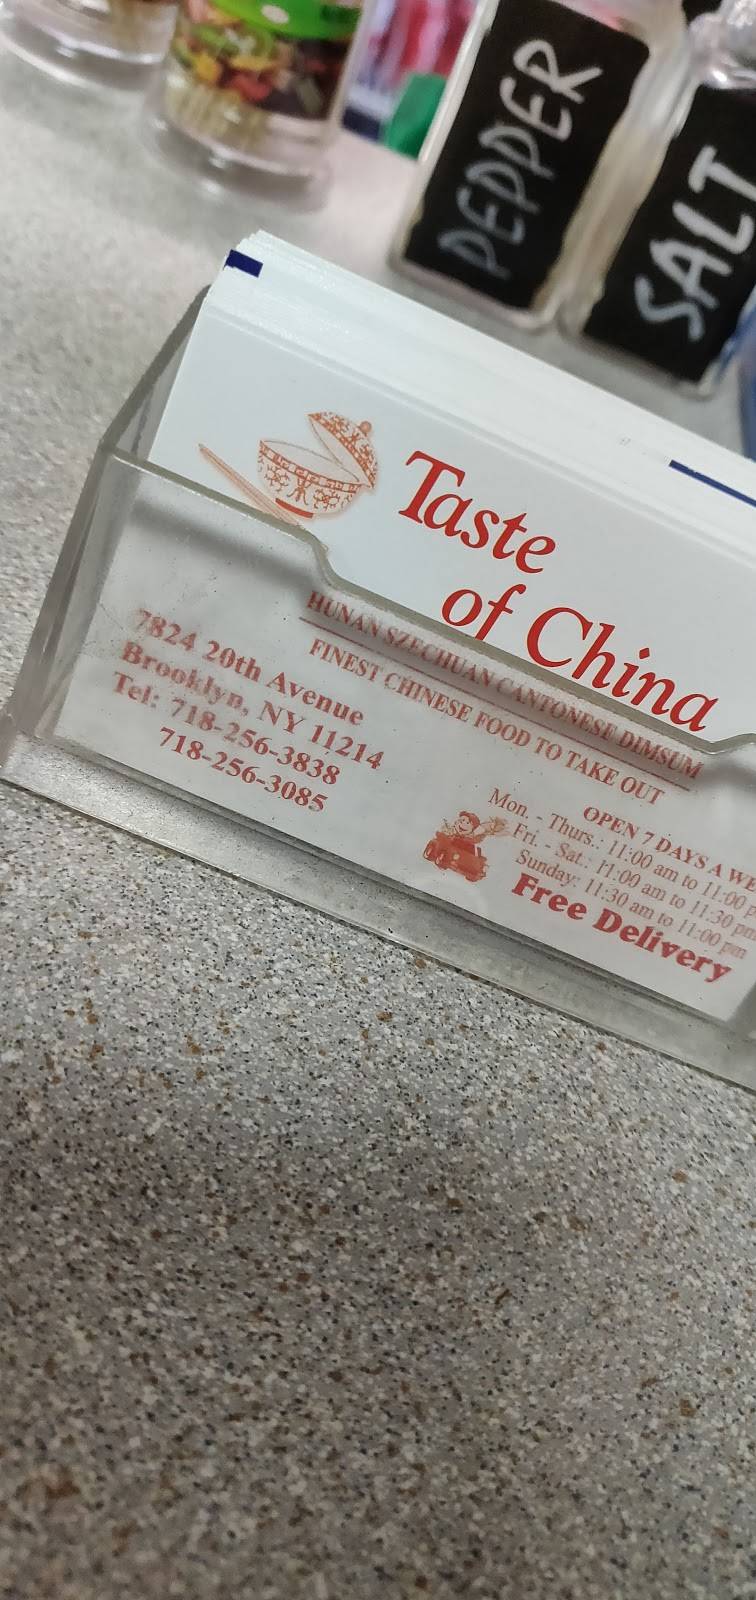 PEPPER
SALT
Taste
of China
HUNAN SZECHUAN CANTONESE DIMSUM
FINEST CHINESE FOOD TO TAKE OUT
7824 20th Avenue
Brooklyn, NY 11214
Tel: 718-256-3838
718-256-3085
OPEN 7 DAYS A WE
Mon. - Thurs.: 11:00 am to 11:00 p
Fri. - Sat.: 11:00 am to 11:30 pm
Sunday: 11:30 am to 11:00 pm
Free Delivery